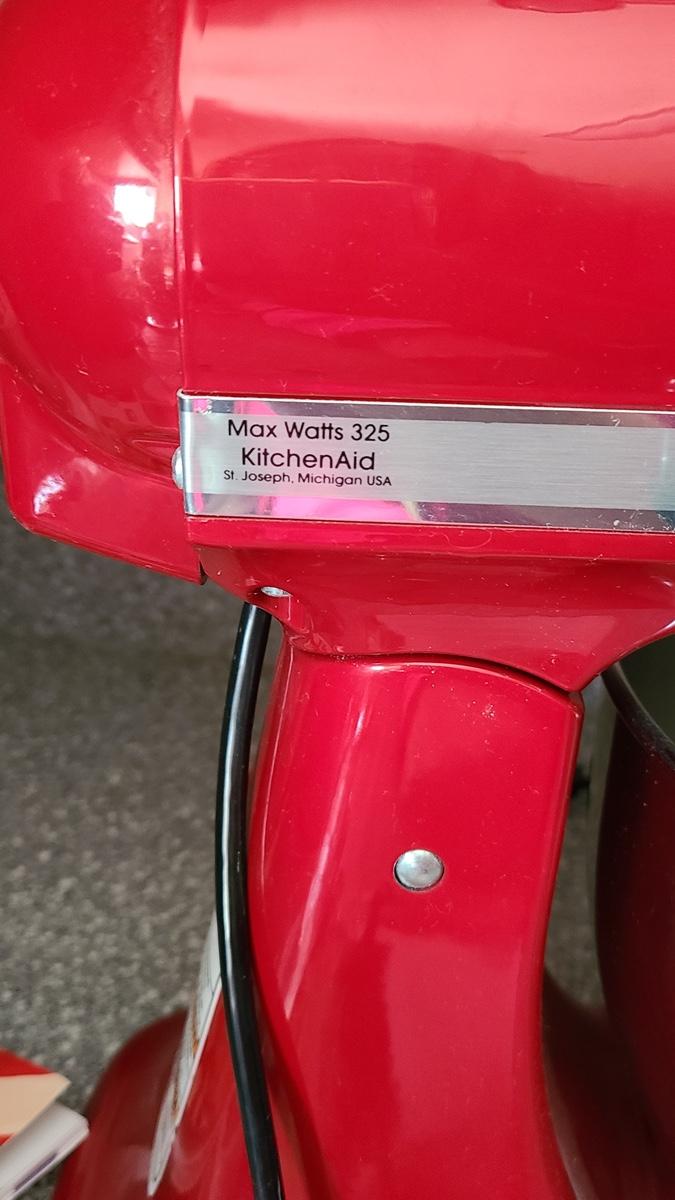 Max Watts 325
KitchenAid
St. Joseph, Michigan USA